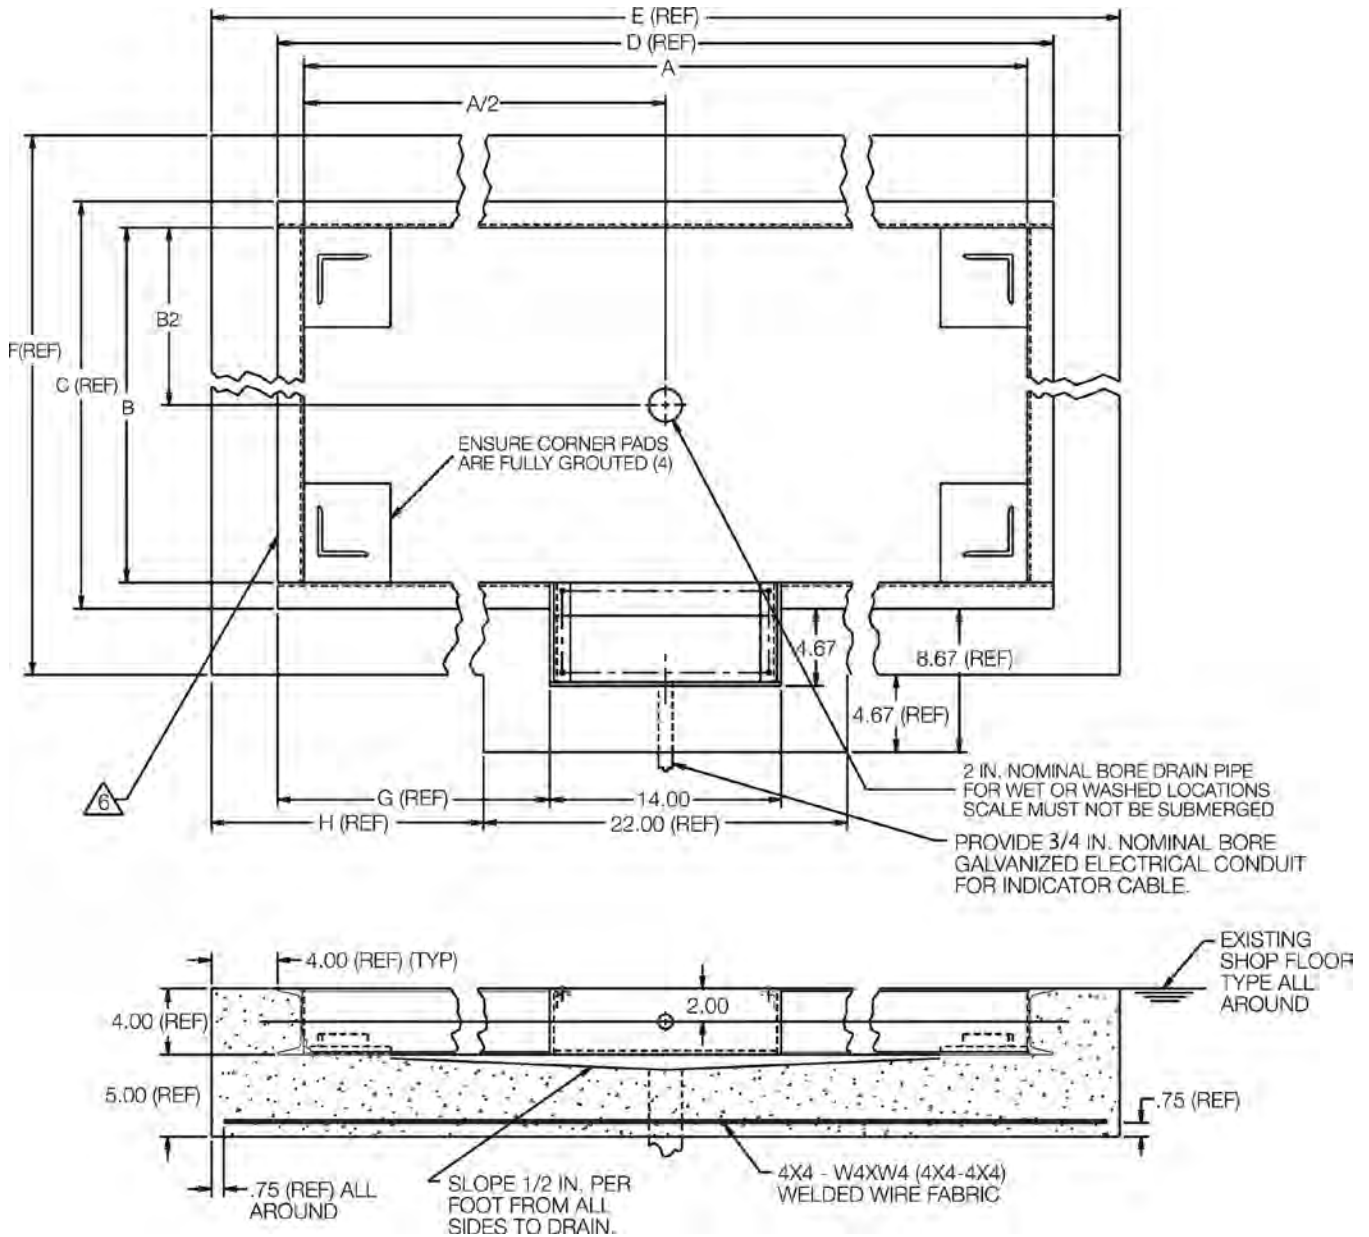 E (REF)
D (REF)
A
A/2
B2
F(REF)
C (REF)
B
ENSURE CORNER PADS
ARE FULLY GROUTED (4)
4.67
8.67 (REF)
4.67 (REF)
2 IN. NOMINAL BORE DRAIN PIPE
FOR WET OR WASHED LOCATIONS
SCALE MUST NOT BE SUBMERGED
6
G (REF)
14.00
H (REF)
22.00 (REF)
PROVIDE 3/4 IN. NOMINAL BORE
GALVANIZED ELECTRICAL CONDUIT
FOR INDICATOR CABLE.
4.00 (REF) (TYP)
EXISTING
SHOP FLOOR
TYPE ALL
AROUND
2.00
4.00 (REF)
5.00 (REF)
.75 (REF)
.75 (REF) ALL
AROUND
SLOPE 1/2 IN. PER
FOOT FROM ALL
SIDES TO DRAIN.
4X4 - W4XW4 (4X4-4X4)
WELDED WIRE FABRIC